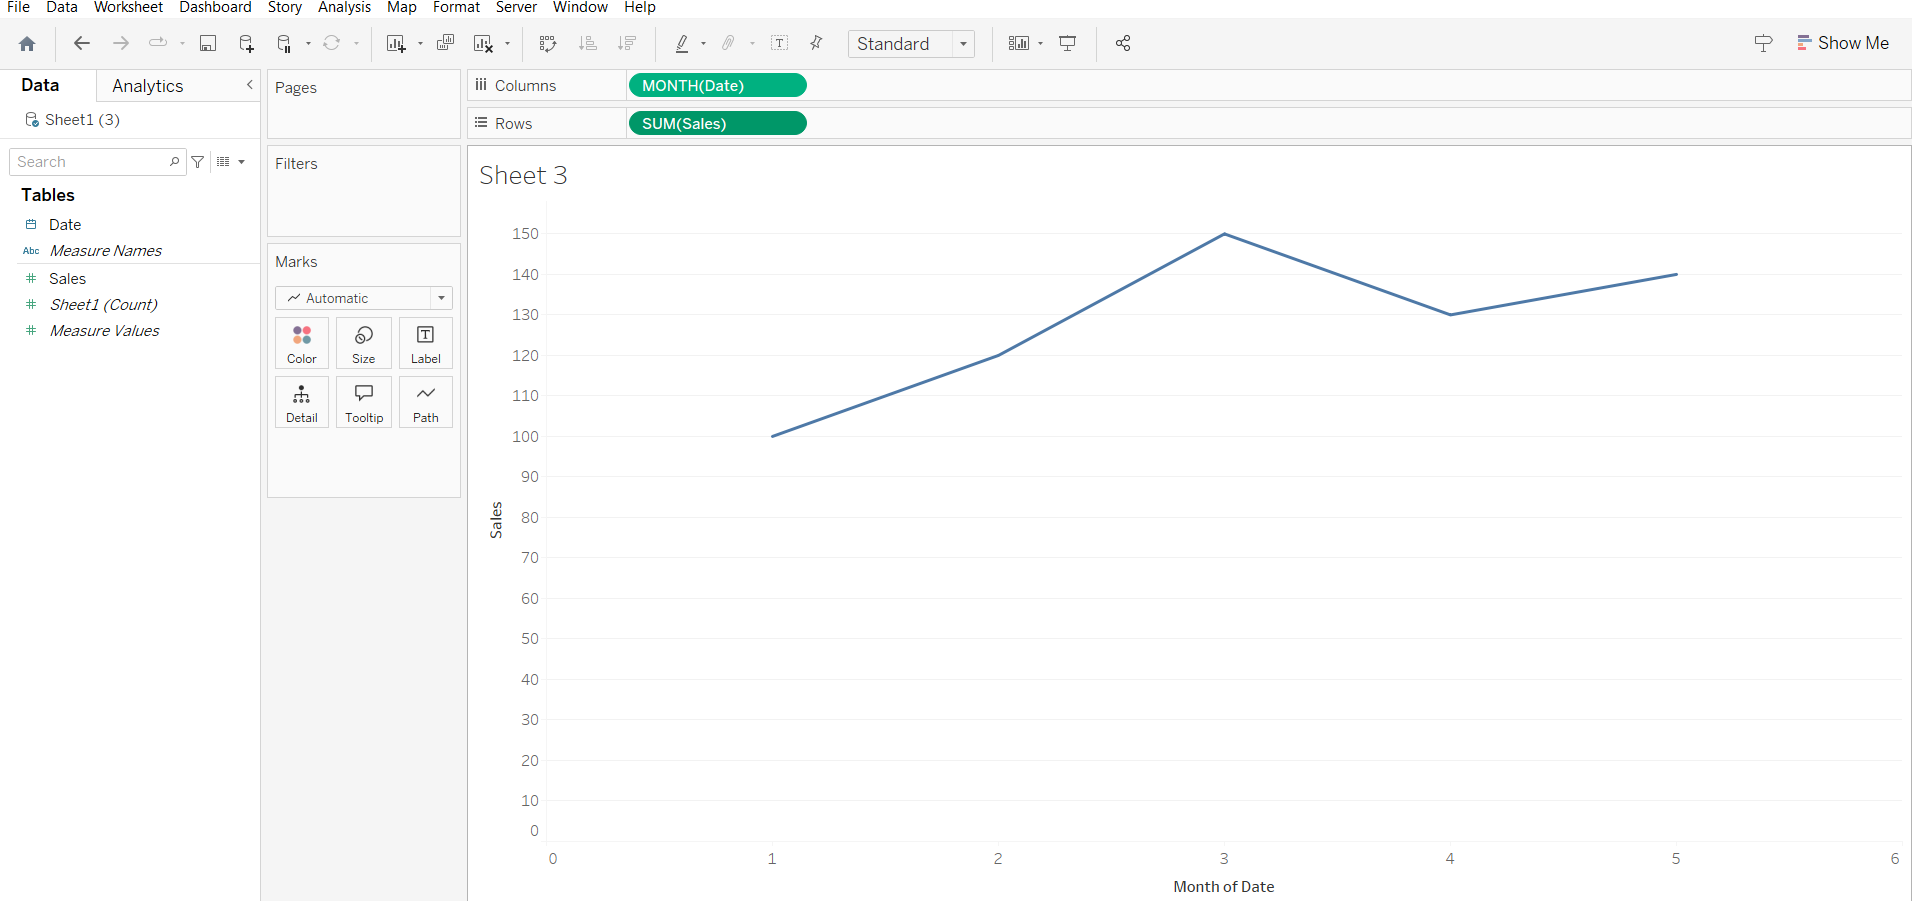 File Data Worksheet Dashboard Story Analysis Map Format Server Window Help
Standard
Show Me
Data Analytics
Sheet1 (3)
Search
Tables
Date
Abc Measure Names
Sales
Sheet1 (Count)
Measure Values
Pages
Filters
Marks
Automatic
Color Size Label
Detail Tooltip Path
Columns MONTH(Date)
Rows SUM(Sales)
Sheet 3
150
140
130
120
110
100
90
80
70
60
50
40
30
20
10
0
Sales
0 1 2 3 4 5 6
Month of Date